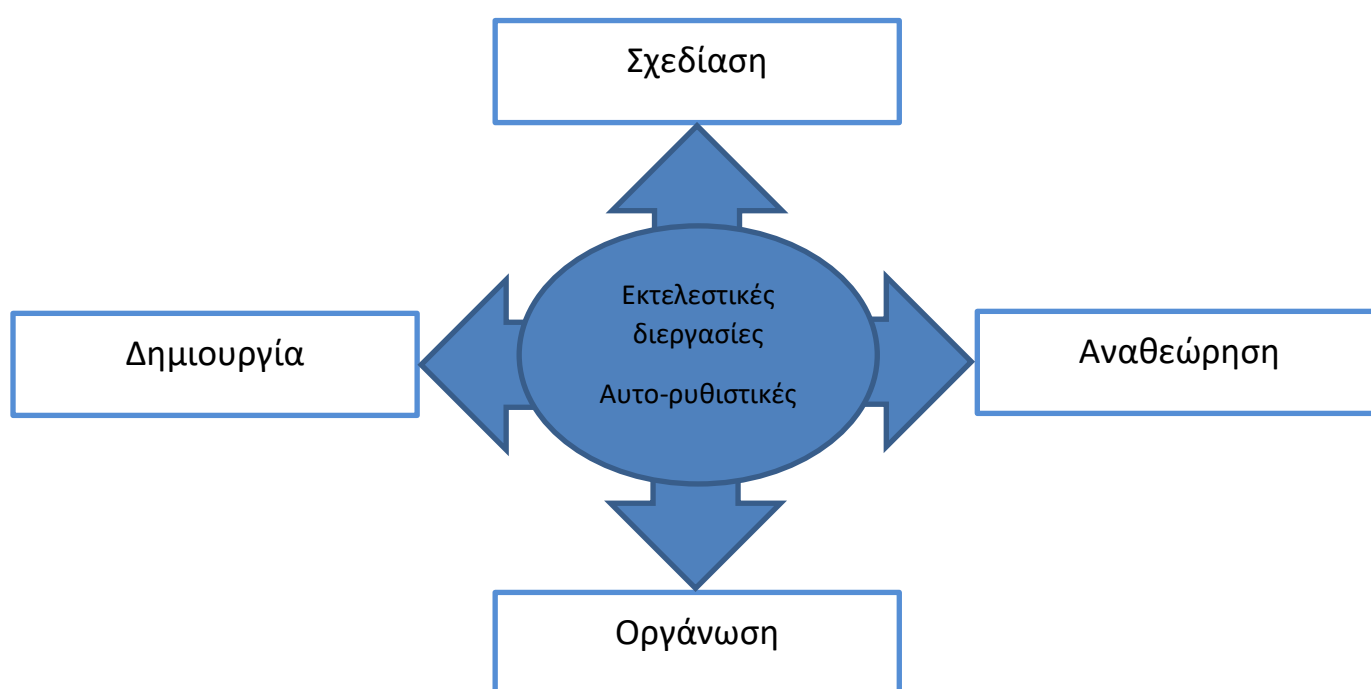 Σχεδίαση
Εκτελεστικές
διεργασίες
Αυτο-ρυθιστικές
Δημιουργία
Αναθεώρηση
Οργάνωση